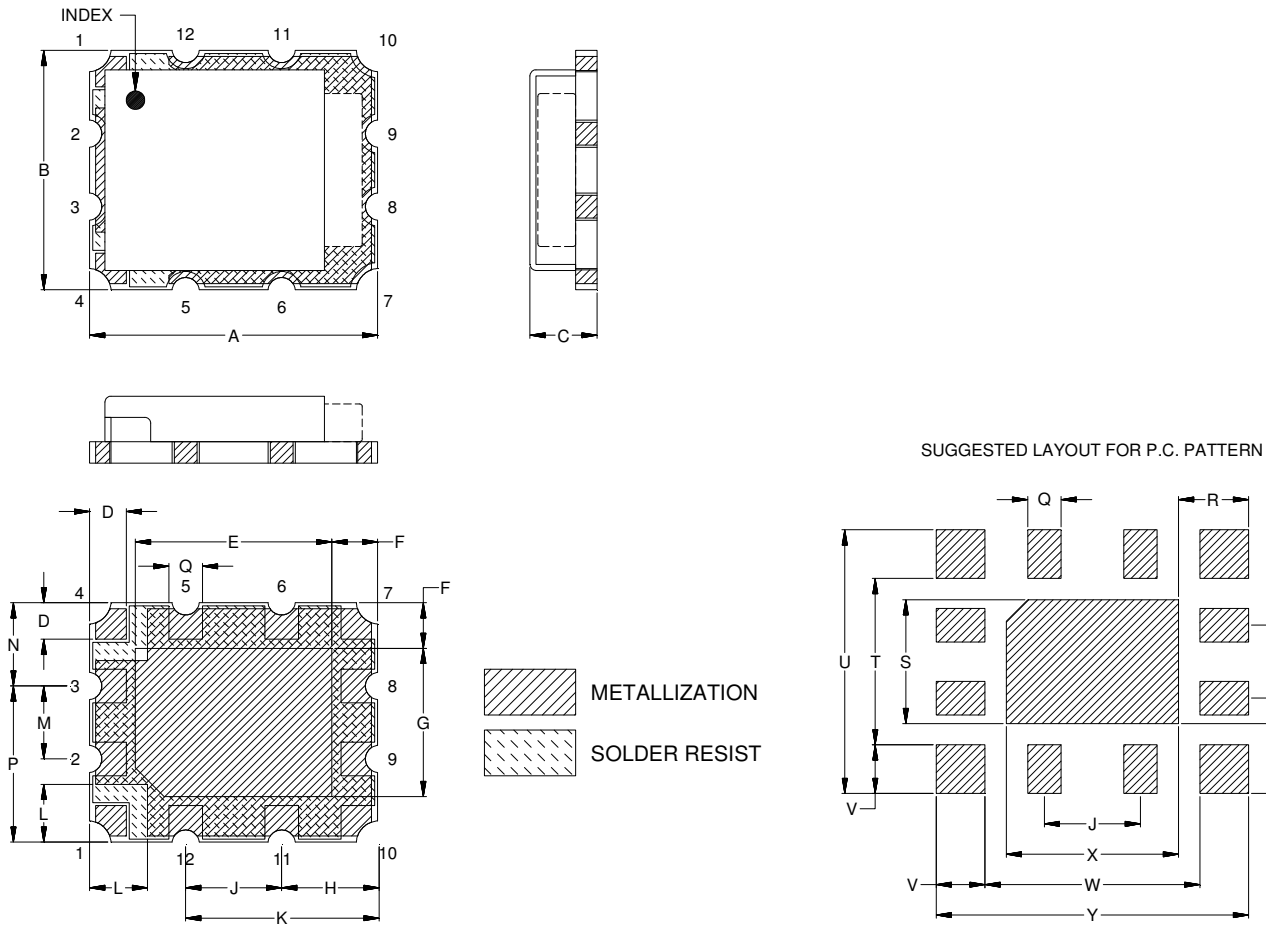 INDEX
1
12
11
10
2
9
B
3
8
4
5
6
7
A
C
SUGGESTED LAYOUT FOR P.C. PATTERN
D
E
F
Q
Q
R
4
5
6
7
F
D
N
3
8
M
G
P
2
9
L
METALLIZATION
SOLDER RESIST
U
T
S
V
1
12
11
10
L
J
H
K
J
X
V
W
Y